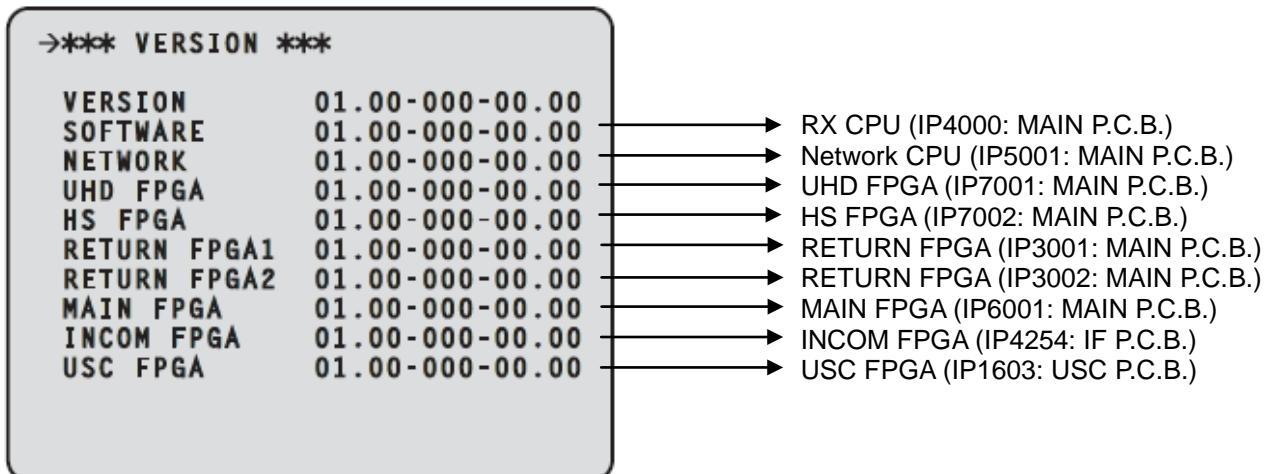 →*** VERSION ***
VERSION 01.00-000-00.00
SOFTWARE 01.00-000-00.00 RX CPU (IP4000: MAIN P.C.B.)
NETWORK 01.00-000-00.00 Network CPU (IP5001: MAIN P.C.B.)
UHD FPGA 01.00-000-00.00 UHD FPGA (IP7001: MAIN P.C.B.)
HS FPGA 01.00-000-00.00 HS FPGA (IP7002: MAIN P.C.B.)
RETURN FPGA1 01.00-000-00.00 RETURN FPGA (IP3001: MAIN P.C.B.)
RETURN FPGA2 01.00-000-00.00 RETURN FPGA (IP3002: MAIN P.C.B.)
MAIN FPGA 01.00-000-00.00 MAIN FPGA (IP6001: MAIN P.C.B.)
INCOM FPGA 01.00-000-00.00 INCOM FPGA (IP4254: IF P.C.B.)
USC FPGA 01.00-000-00.00 USC FPGA (IP1603: USC P.C.B.)